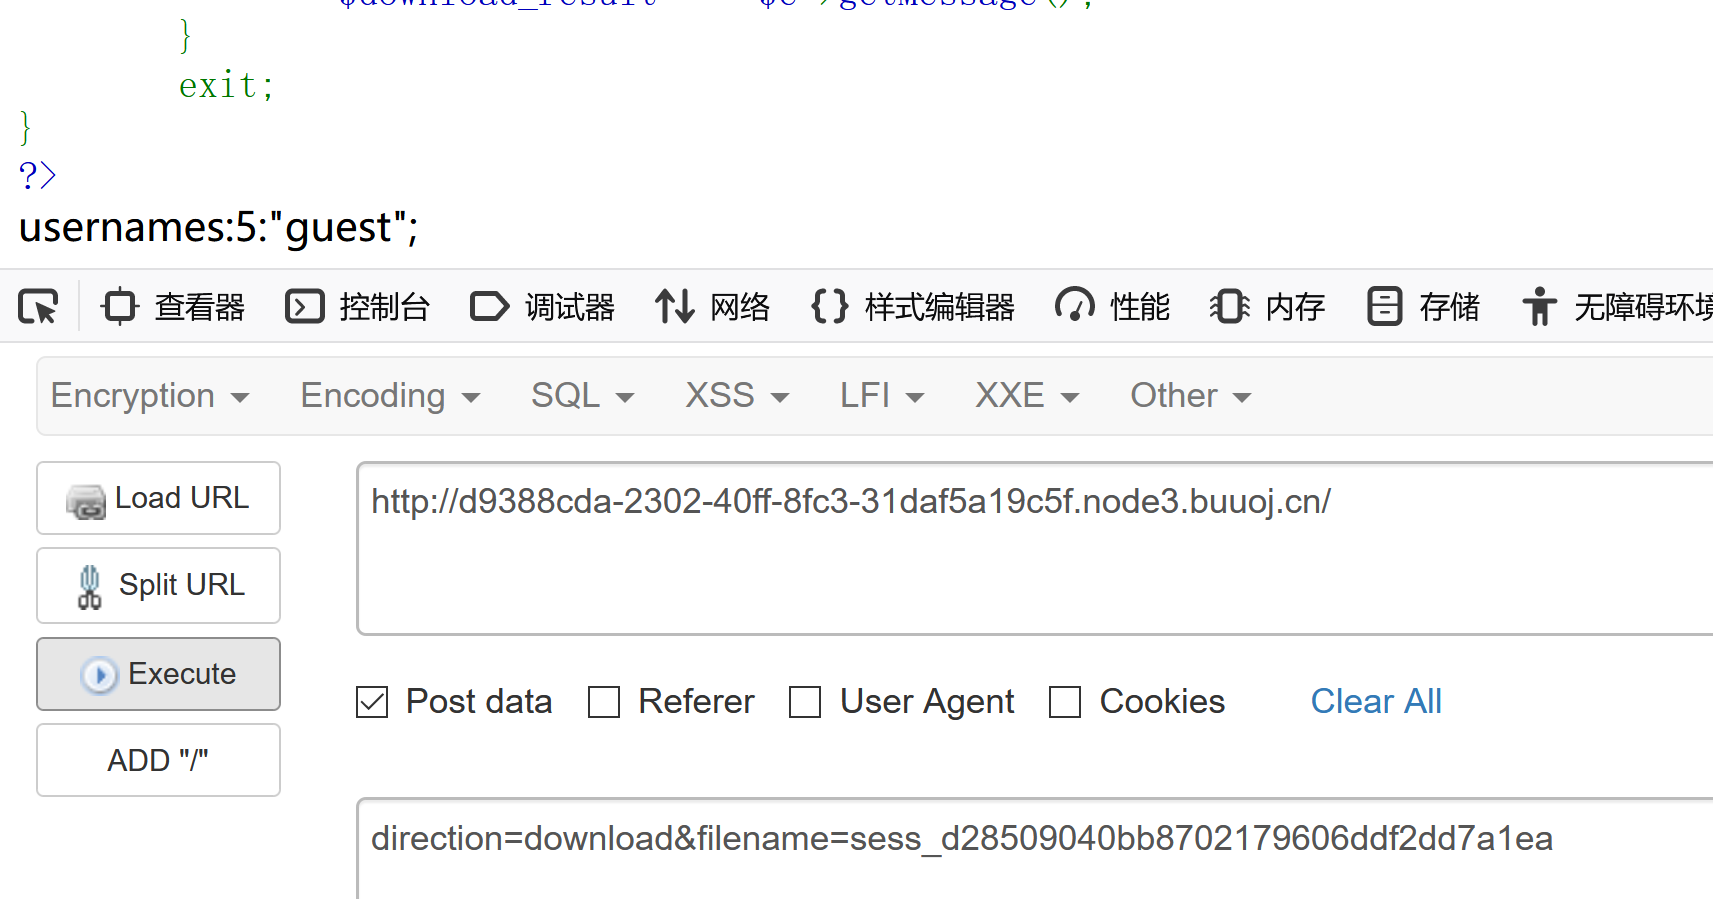 $download_result    $e->getMessage();
}
exit;
}
?>
usernames:5:"guest";
查看器 控制台 调试器 网络 {} 样式编辑器 性能 内存 存储 无障碍环境
Encryption Encoding SQL XSS LFI XXE Other
Load URL
http://d9388cda-2302-40ff-8fc3-31daf5a19c5f.node3.buuoj.cn/
Split URL
Execute
Post data Referer User Agent Cookies Clear All
ADD "/"
direction=download&filename=sess_d28509040bb8702179606ddf2dd7a1ea